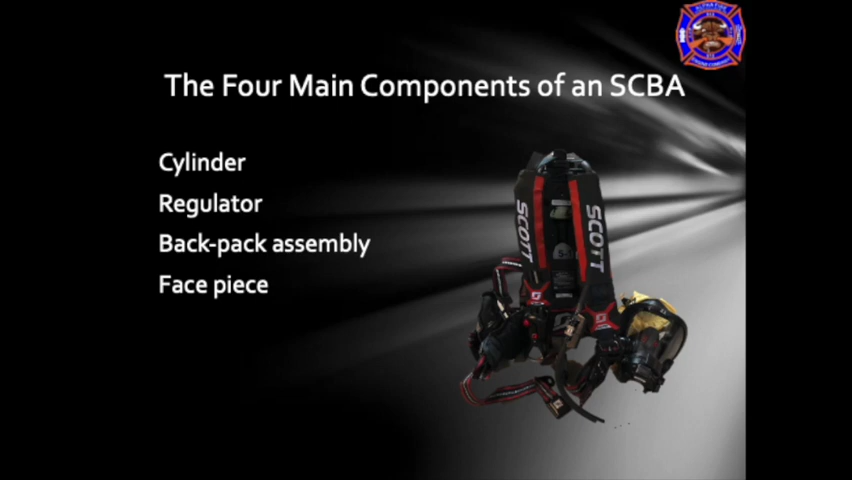 The Four Main Components of an SCBA
Cylinder
Regulator
Back-pack assembly
Face piece
SCOTT
SCOTT